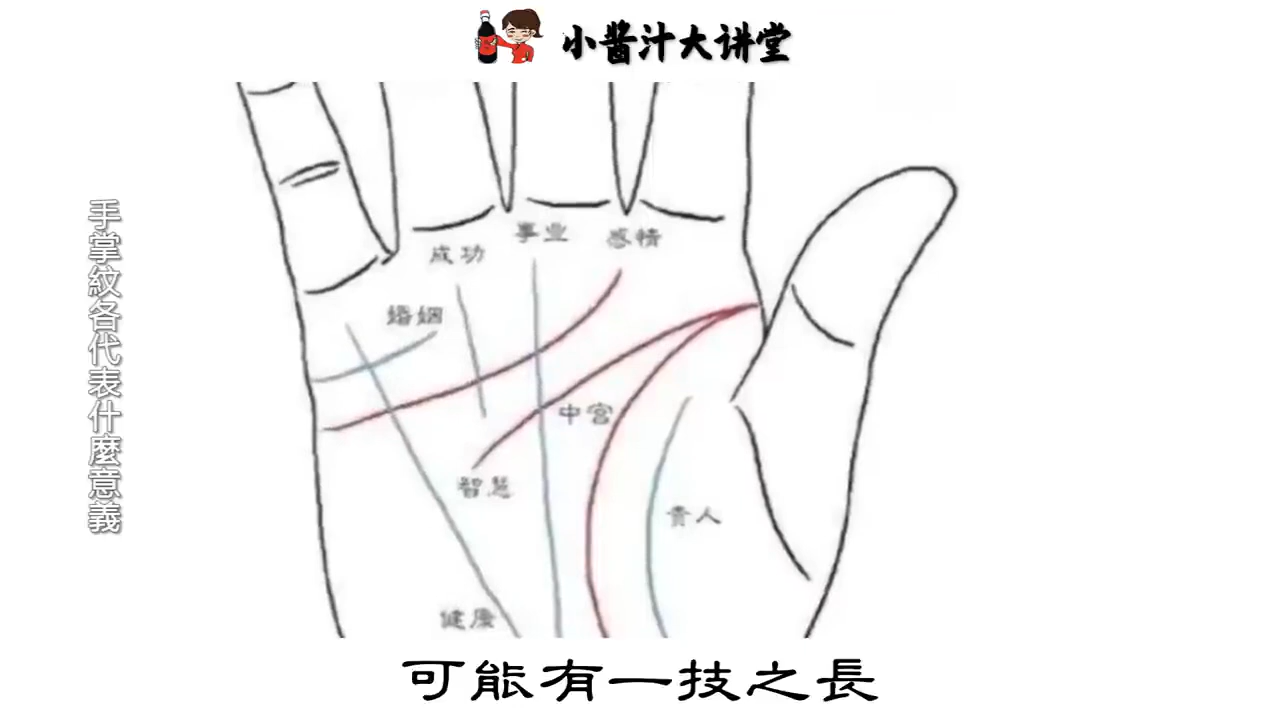 小酱汁大讲堂
手掌紋各代表什麼意義
事业
感情
成功
婚姻
中宫
智慧
贵人
健康
可能有一技之長